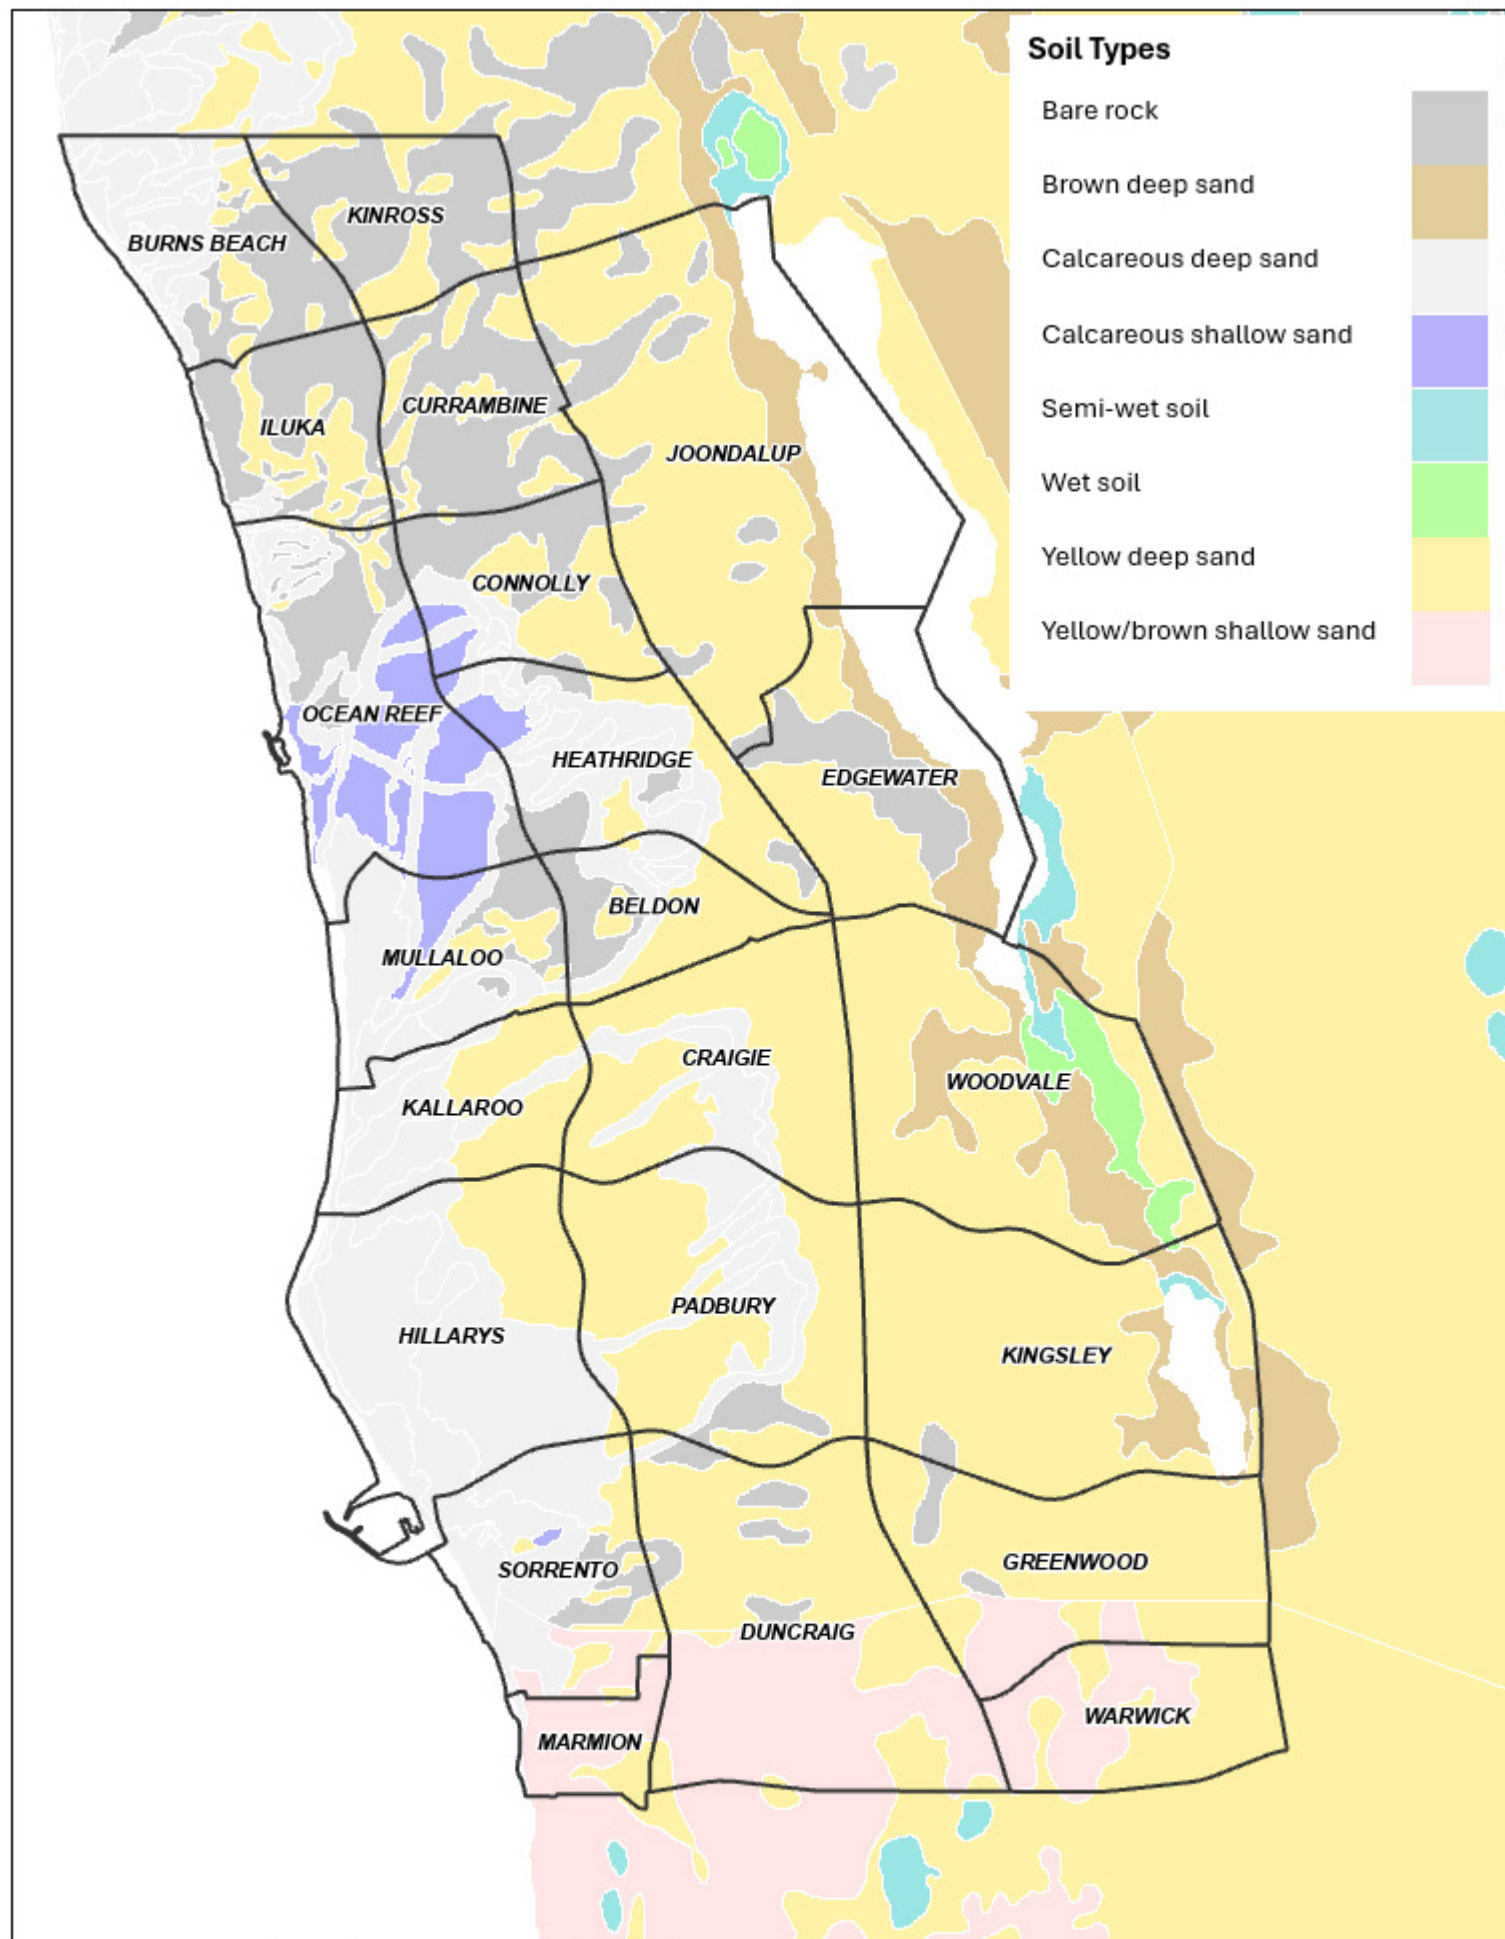 Soil Types
Bare rock
Brown deep sand
Calcareous deep sand
Calcareous shallow sand
Semi-wet soil
Wet soil
Yellow deep sand
Yellow/brown shallow sand
KINROSS
BURNS BEACH
CURRAMBINE
ILUKA
JOONDALUP
CONNOLLY
OCEAN REEF
HEATHRIDGE
EDGEWATER
BELDON
MULLALOO
CRAIGIE
WOODVALE
KALLAROO
PADBURY
HILLARYS
KINGSLEY
GREENWOOD
SORRENTO
DUNCRAIG
WARWICK
MARMION